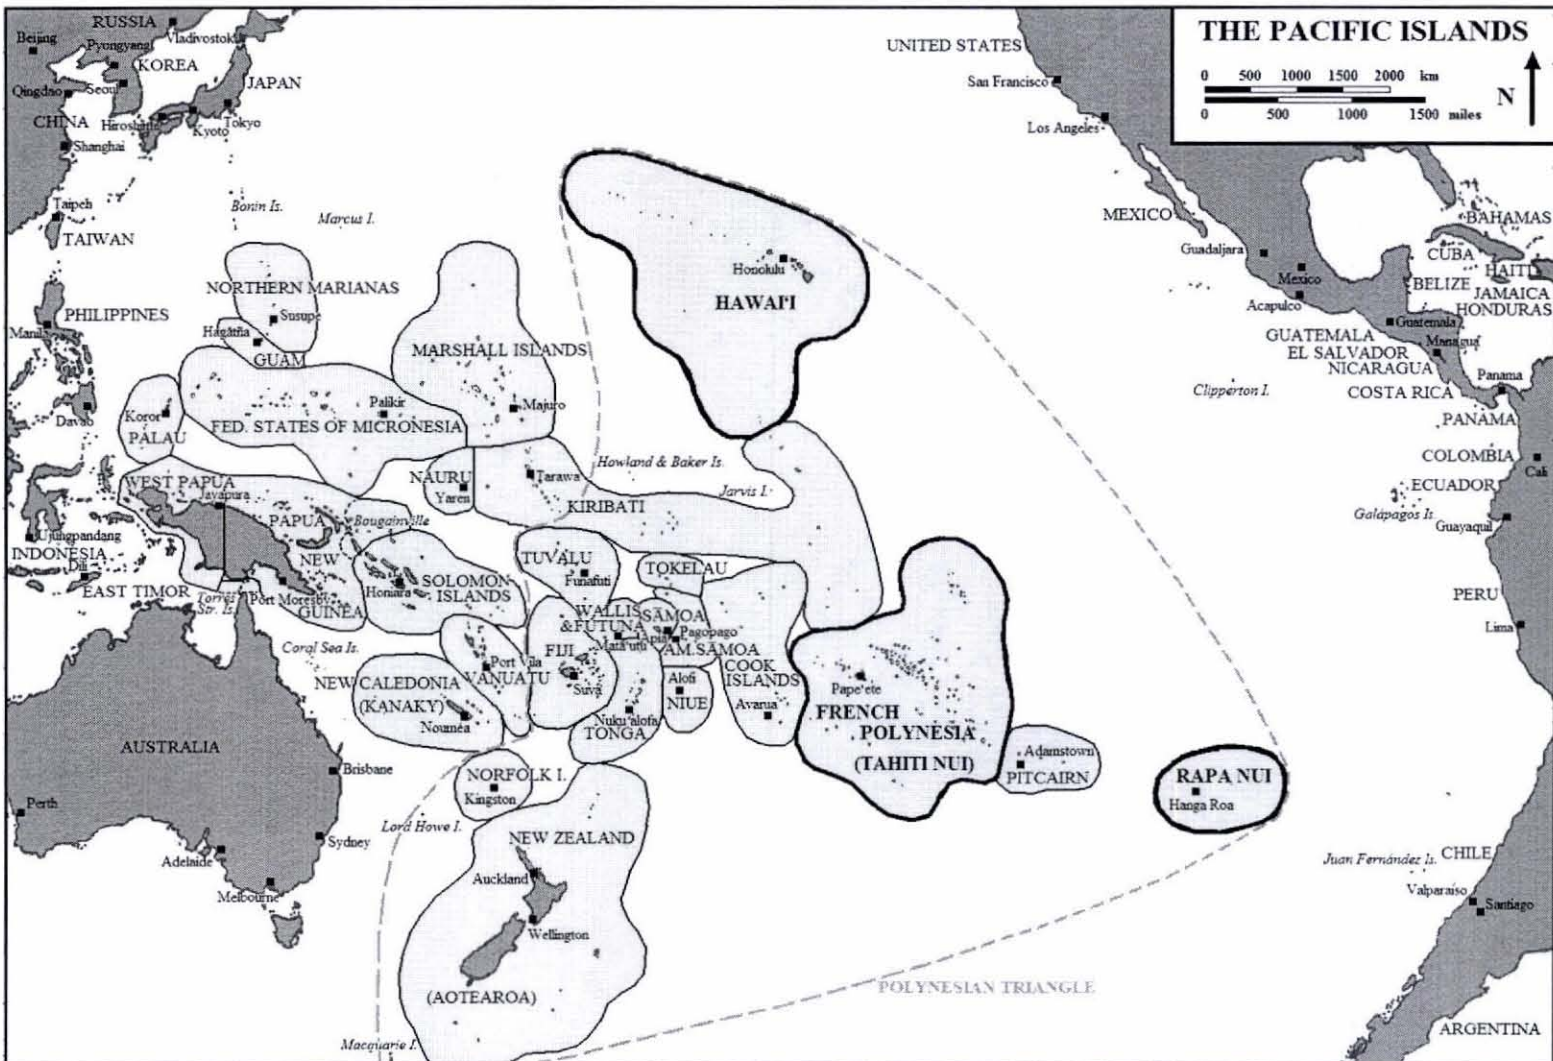 THE PACIFIC ISLANDS
0 500 1000 1500 2000 km
0 500 1000 1500 miles
N
RUSSIA
Beijing
Vladivostok
Pyongyang
KOREA
JAPAN
Qingdao
Seoul
CHINA
Hiroshima
Kyoto
Tokyo
Shanghai
Taipeh
TAIWAN
Bonin Is.
Marcus I.
PHILIPPINES
Manila
Davao
NORTHERN MARIANAS
Susupe
Hagåtña
GUAM
MARSHALL ISLANDS
Majuro
Koror
PALAU
Palikir
FED. STATES OF MICRONESIA
HAWAI'I
Honolulu
UNITED STATES
San Francisco
Los Angeles
MEXICO
Guadaljara
Mexico
Acapulco
BAHAMAS
CUBA
HAITI
BELIZE
JAMAICA
HONDURAS
GUATEMALA
Guatemala
EL SALVADOR
Managua
NICARAGUA
COSTA RICA
Panama
PANAMA
Clipperton I.
COLOMBIA
Cali
ECUADOR
Galápagos Is.
Guayaquil
PERU
Lima
WEST PAPUA
Jayapura
PAPUA
NEW
GUINEA
Bougainville
NAURU
Yaren
Tarawa
KIRIBATI
Howland & Baker Is.
Jarvis I.
Ujungpandang
INDONESIA
Dili
EAST TIMOR
Torres
Str. Is.
Port Moresby
Honiara
SOLOMON
ISLANDS
TUVALU
Funafuti
TOKELAU
WALLIS
& FUTUNA
Matā'utu
SĀMOA
Apia
Pagopago
AM.SĀMOA
COOK
ISLANDS
Avarua
Coral Sea Is.
NEW CALEDONIA
(KANAKY)
Nouméa
Port Vila
VANUATU
FIJI
Suva
Alofi
NIUE
Nuku'alofa
TONGA
Pape'ete
FRENCH
POLYNESIA
(TAHITI NUI)
Adamstown
PITCAIRN
RAPA NUI
Hanga Roa
AUSTRALIA
Brisbane
Perth
Sydney
Adelaide
Melbourne
NORFOLK I.
Kingston
Lord Howe I.
NEW ZEALAND
Auckland
Wellington
(AOTEAROA)
Macquarie I.
POLYNESIAN TRIANGLE
Juan Fernández Is.
CHILE
Valparaíso
Santiago
ARGENTINA